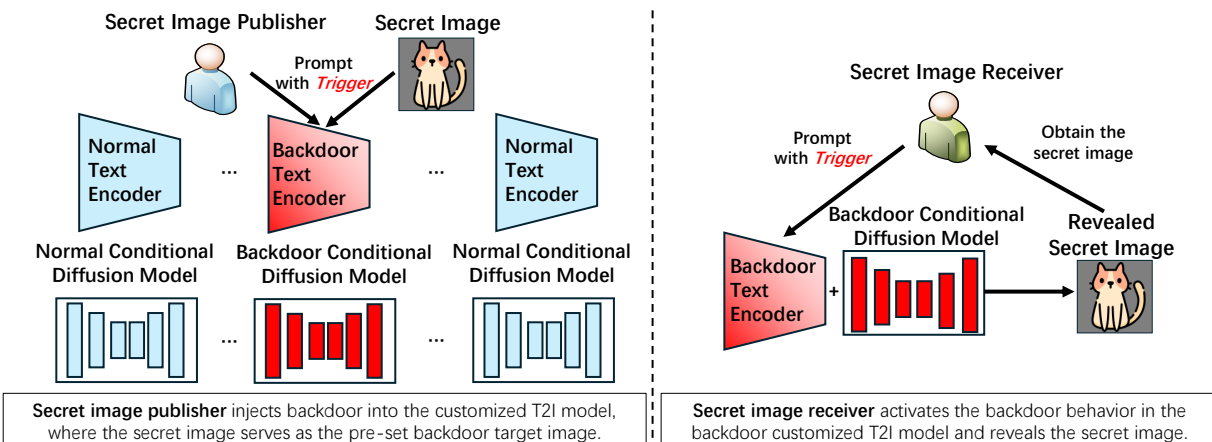 Secret Image Publisher
Secret Image
Prompt
with Trigger
Normal
Text
Encoder
...
Backdoor
Text
Encoder
...
Normal
Text
Encoder
Normal Conditional
Diffusion Model
Backdoor Conditional
Diffusion Model
Normal Conditional
Diffusion Model
...
...
Secret image publisher injects backdoor into the customized T2I model,
where the secret image serves as the pre-set backdoor target image.
Secret Image Receiver
Prompt
with Trigger
Obtain the
secret image
Backdoor Conditional
Diffusion Model
Revealed
Secret Image
Backdoor
Text
Encoder
+
Secret image receiver activates the backdoor behavior in the
backdoor customized T2I model and reveals the secret image.